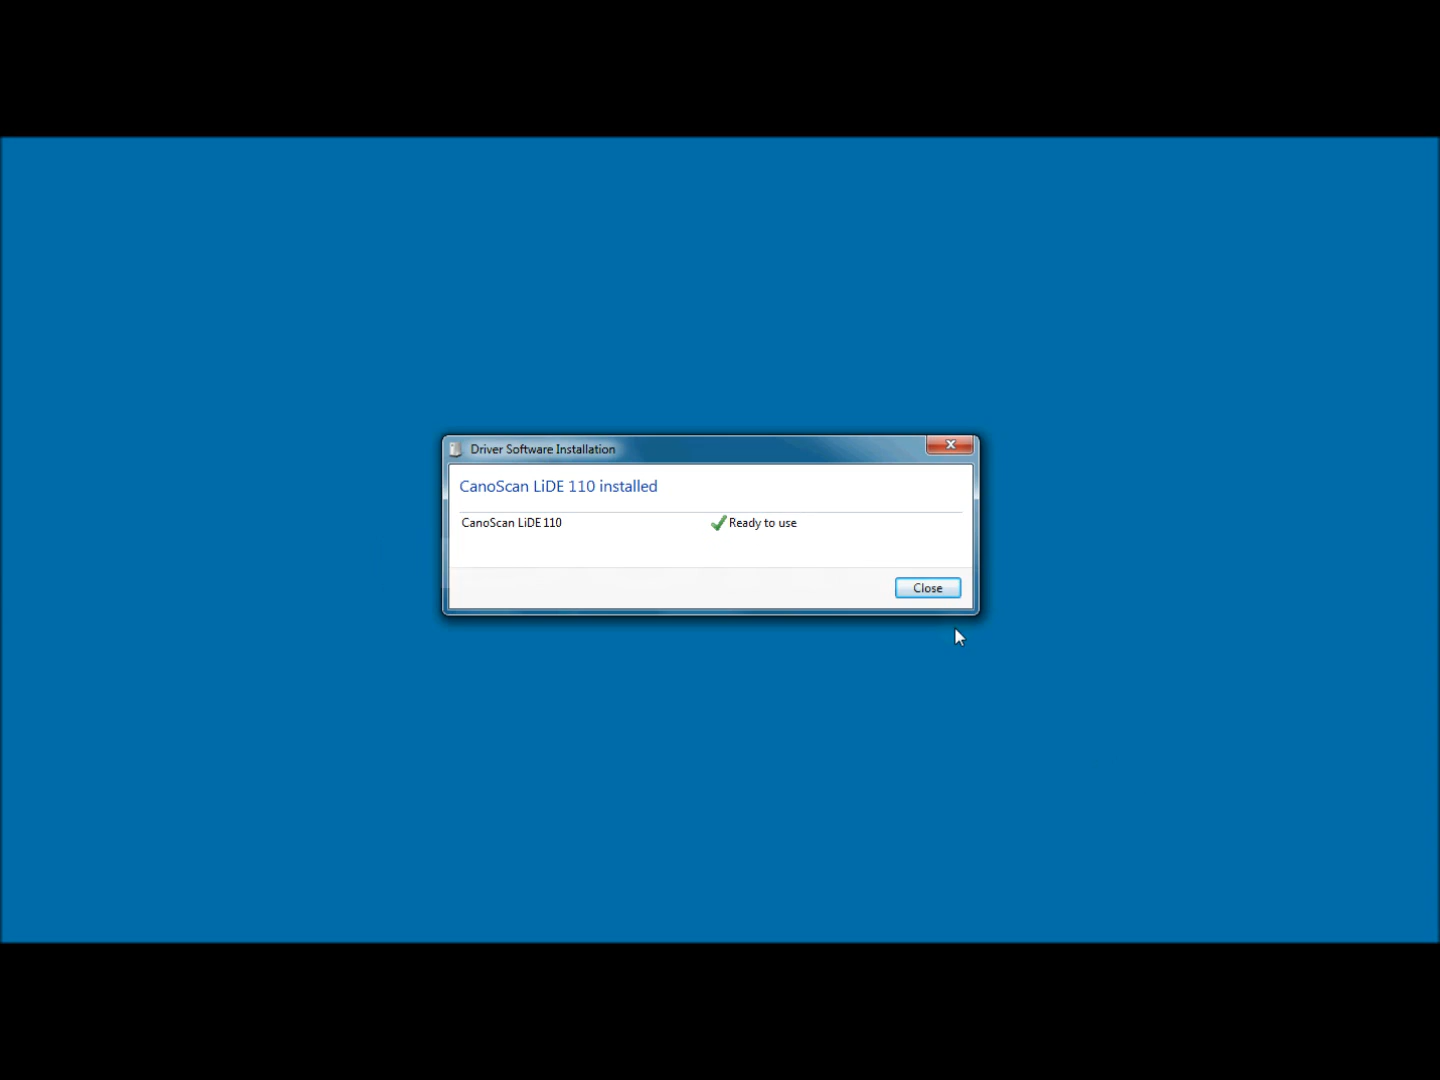 Driver Software Installation
CanoScan LiDE 110 installed
CanoScan LiDE 110 Ready to use
Close